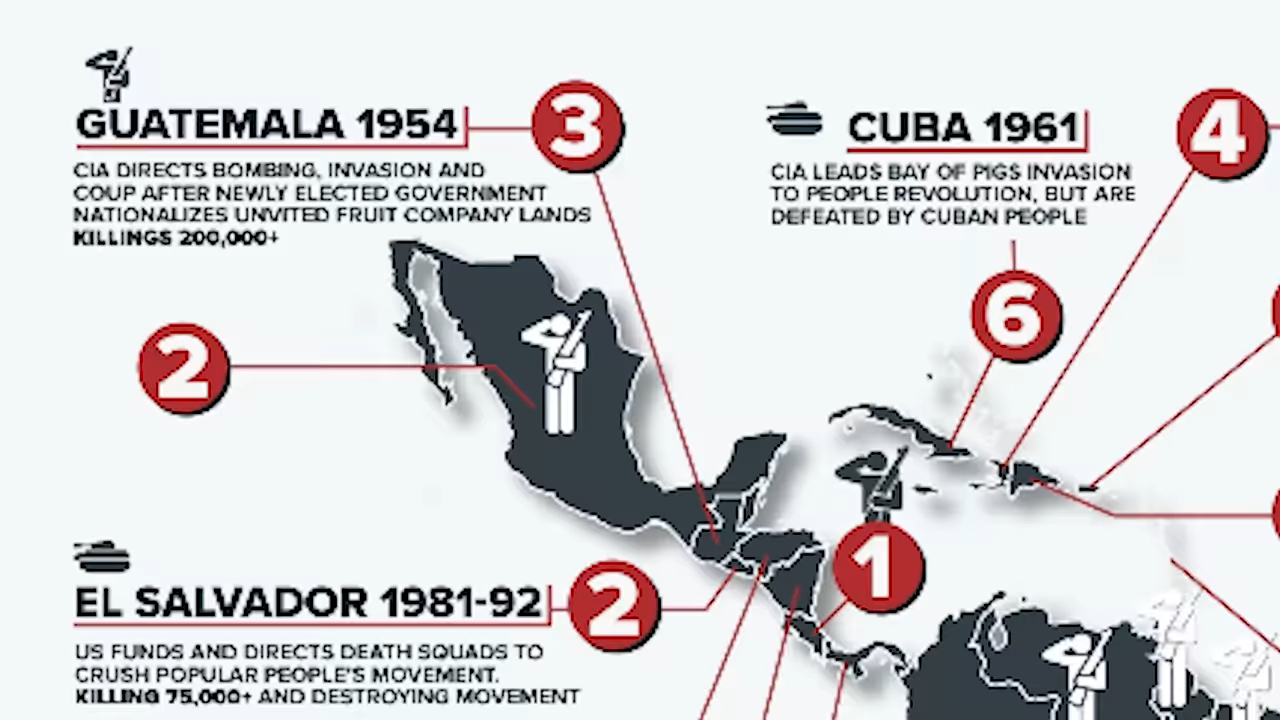 GUATEMALA 1954
3
CIA DIRECTS BOMBING, INVASION AND
COUP AFTER NEWLY ELECTED GOVERNMENT
NATIONALIZES UNVITED FRUIT COMPANY LANDS
KILLINGS 200,000+
CUBA 1961
4
CIA LEADS BAY OF PIGS INVASION
TO PEOPLE REVOLUTION, BUT ARE
DEFEATED BY CUBAN PEOPLE
6
2
1
EL SALVADOR 1981-92
2
US FUNDS AND DIRECTS DEATH SQUADS TO
CRUSH POPULAR PEOPLE'S MOVEMENT.
KILLING 75,000+ AND DESTROYING MOVEMENT